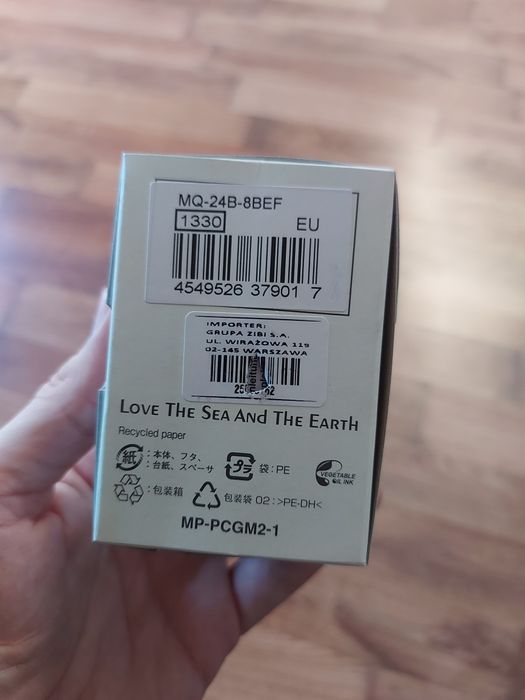 MQ-24B-8BEF
1330 EU
4549526 37901 7
IMPORTER:
GRUPA ZIBI S.A.
UL. WIRAŻOWA 119
02-145 WARSZAWA
LOVE THE SEA AND THE EARTH
Recycled paper
紙 :本体、フタ、
:台紙、スペーサ
プラ 袋:PE
VEGETABLE
OIL INK
:包装箱
包装袋 02:>PE-DH<
MP-PCGM2-1